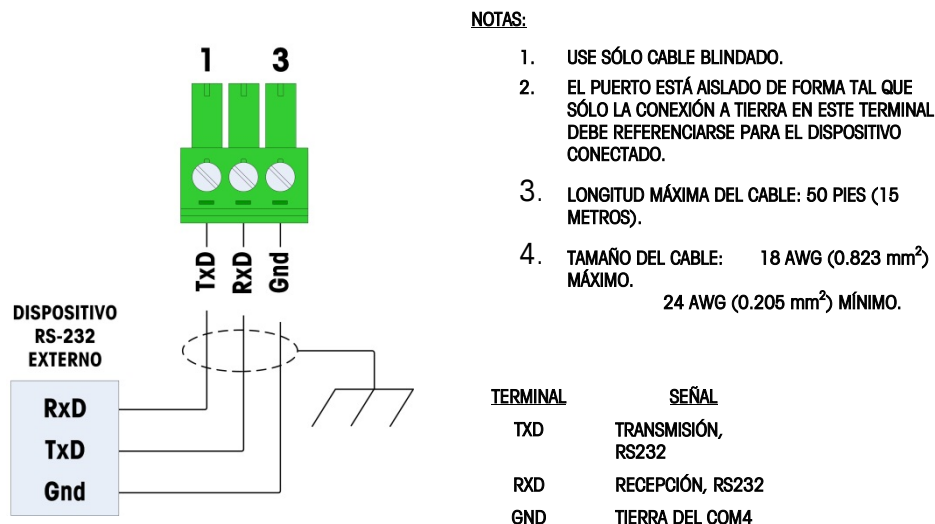 1 3
TxD
RxD
Gnd
DISPOSITIVO
RS-232
EXTERNO
RxD
TxD
Gnd
NOTAS:
1. USE SÓLO CABLE BLINDADO.
2. EL PUERTO ESTÁ AISLADO DE FORMA TAL QUE
SÓLO LA CONEXIÓN A TIERRA EN ESTE TERMINAL
DEBE REFERENCIARSE PARA EL DISPOSITIVO
CONECTADO.
3. LONGITUD MÁXIMA DEL CABLE: 50 PIES (15
METROS).
4. TAMAÑO DEL CABLE: 18 AWG (0.823 mm²)
MÁXIMO.
24 AWG (0.205 mm²) MÍNIMO.
TERMINAL SEÑAL
TXD TRANSMISIÓN,
RS232
RXD RECEPCIÓN, RS232
GND TIERRA DEL COM4